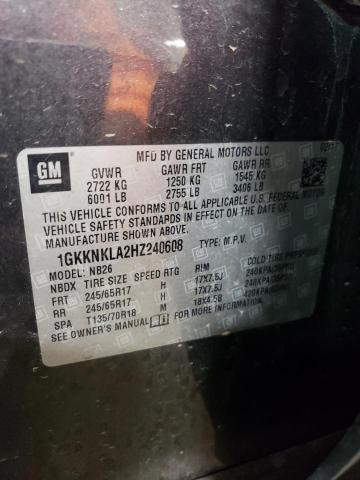 GM
MFD BY GENERAL MOTORS LLC
GVWR GAWR FRT GAWR RR
2722 KG 1250 KG 1545 KG
6001 LB 2755 LB 3406 LB
THIS VEHICLE CONFORMS TO ALL APPLICABLE U.S. FEDERAL MOTOR
VEHICLE SAFETY STANDARDS IN EFFECT ON THE DATE OF
MANUFACTURE SHOWN ABOVE.
1GKKNKLA2HZ240608 TYPE: M.P.V.
MODEL: NB26
NBDX TIRE SIZE SPEED RTG RIM COLD TIRE
FRT 245/65R17 H 17X7.5J
RR 245/65R17 H 17X7.5J
SPA T135/70R18 M 18X4.5B
SEE OWNER'S MANUAL FOR MORE INFORMATION